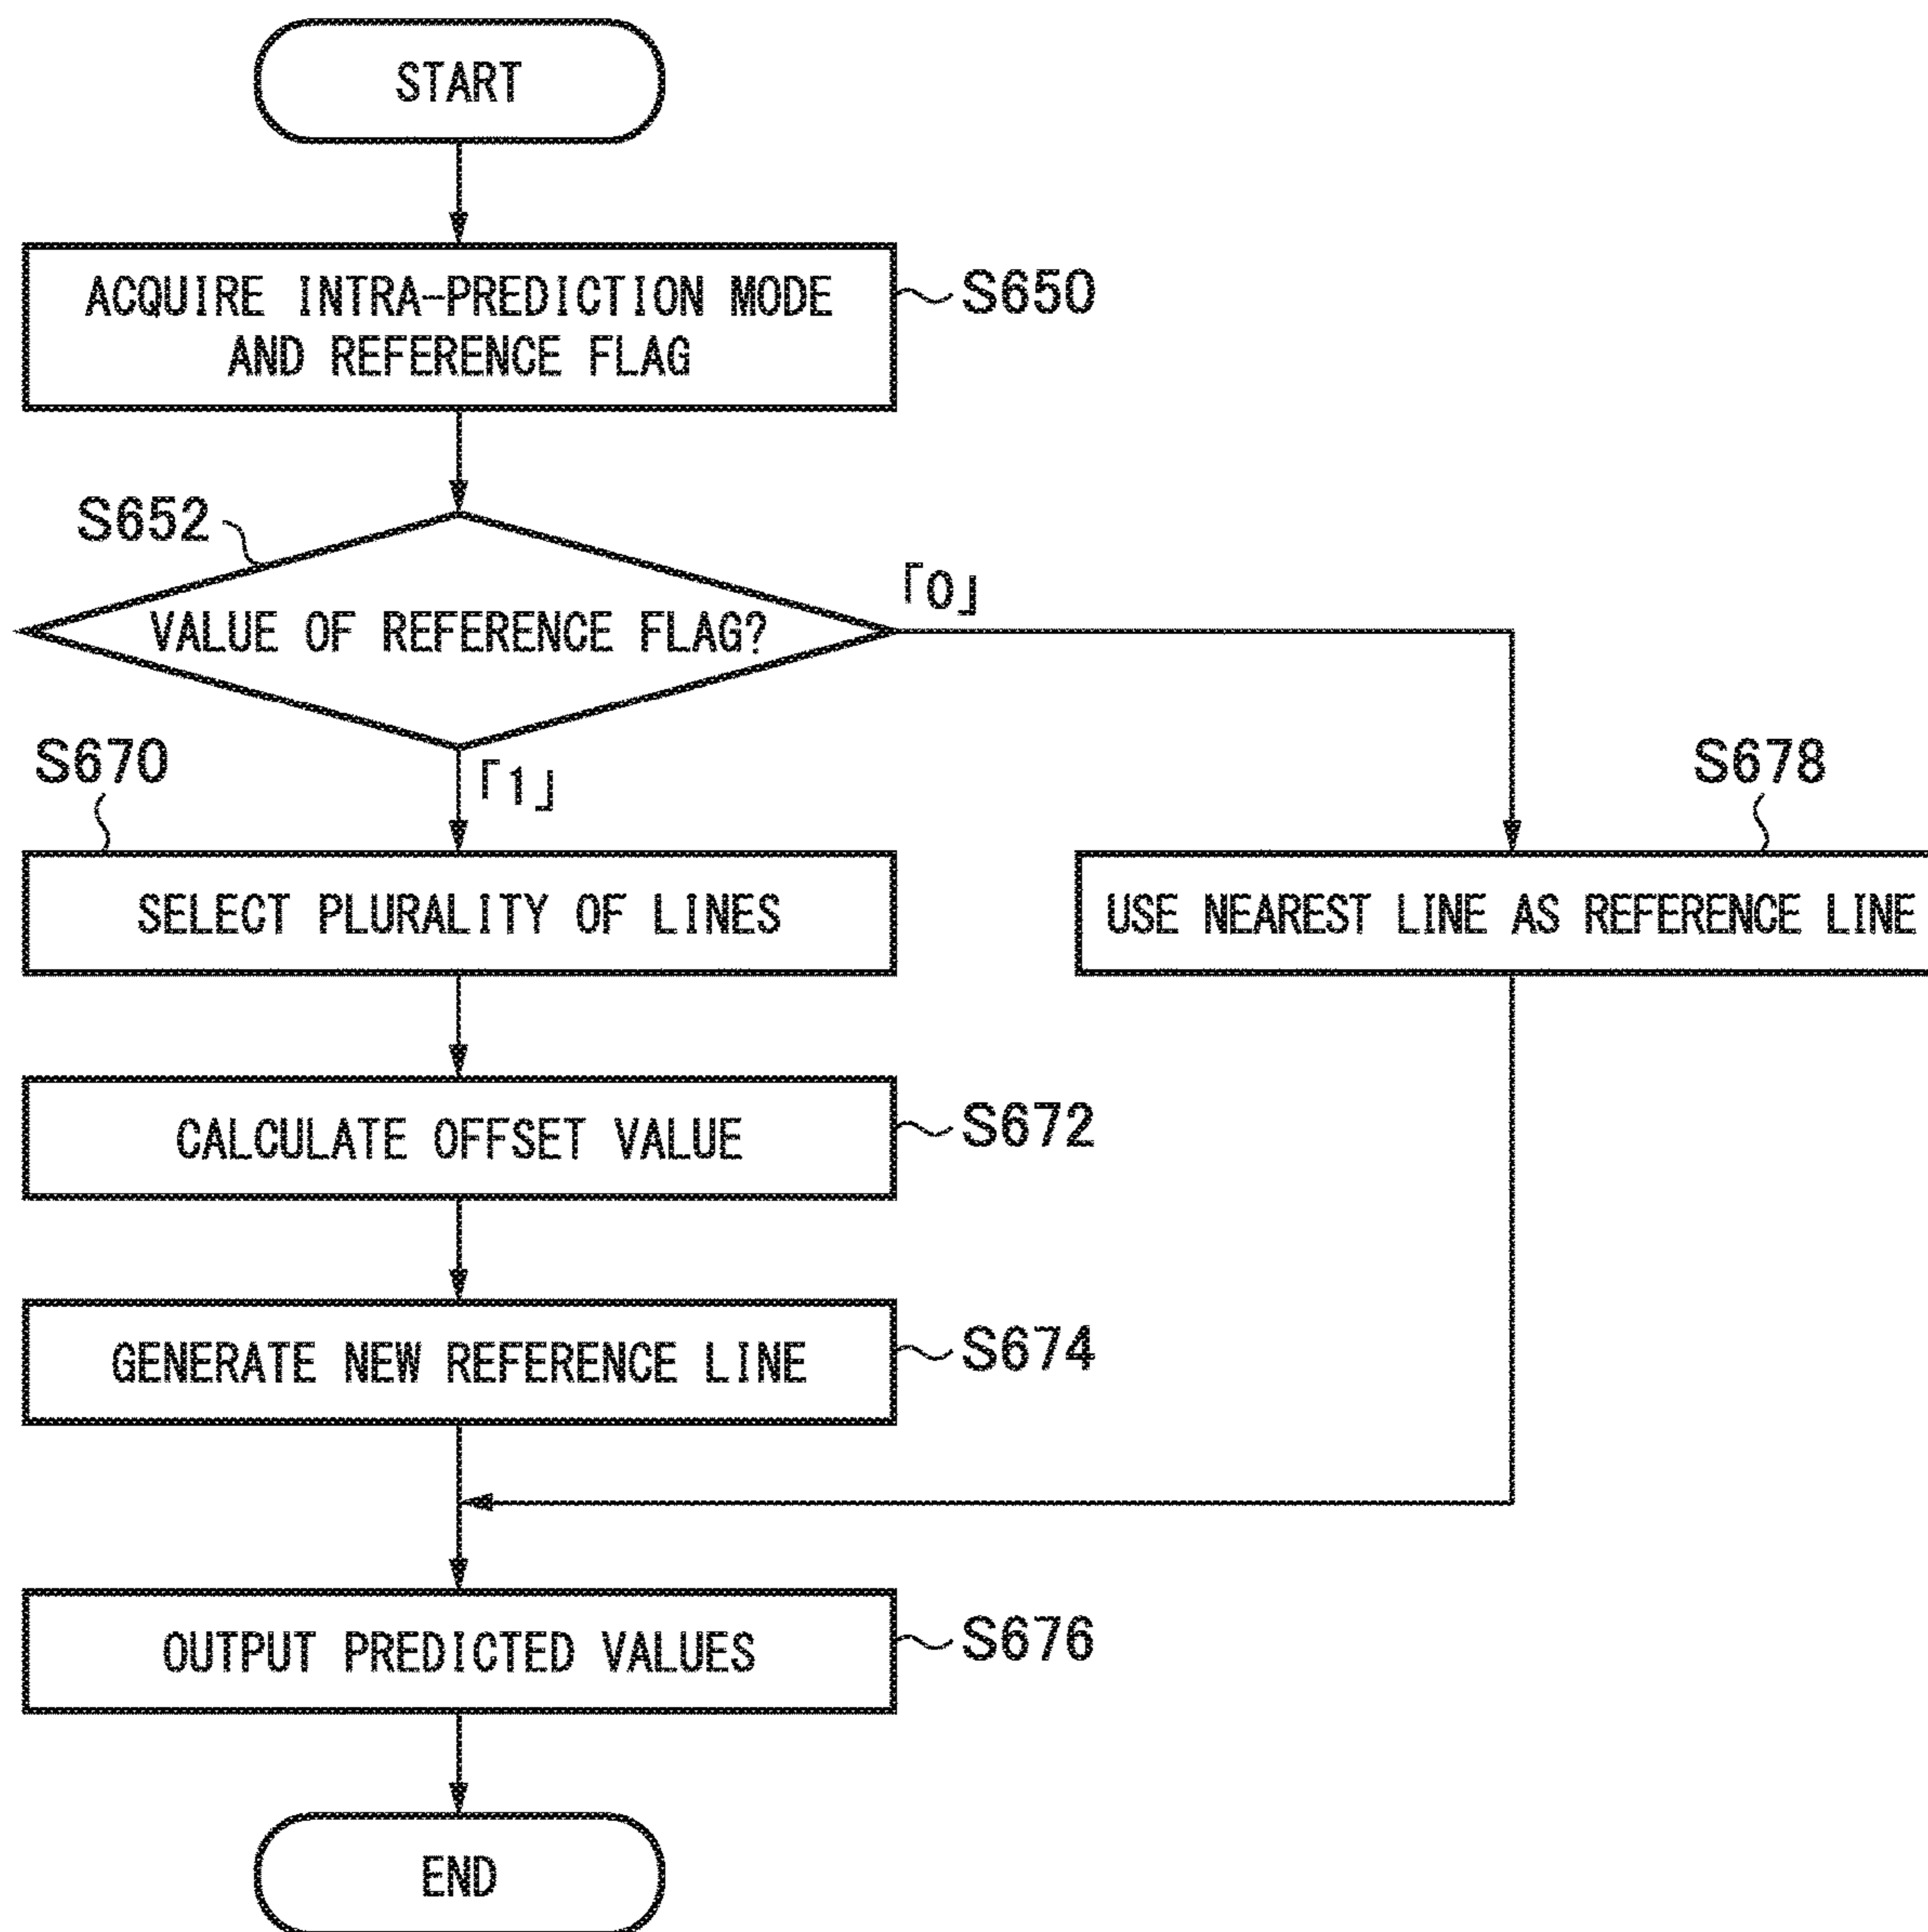 START
ACQUIRE INTRA-PREDICTION MODE
AND REFERENCE FLAG
S650
S652
VALUE OF REFERENCE FLAG?
「0」
「1」
S670
SELECT PLURALITY OF LINES
S678
USE NEAREST LINE AS REFERENCE LINE
CALCULATE OFFSET VALUE
S672
GENERATE NEW REFERENCE LINE
S674
OUTPUT PREDICTED VALUES
S676
END